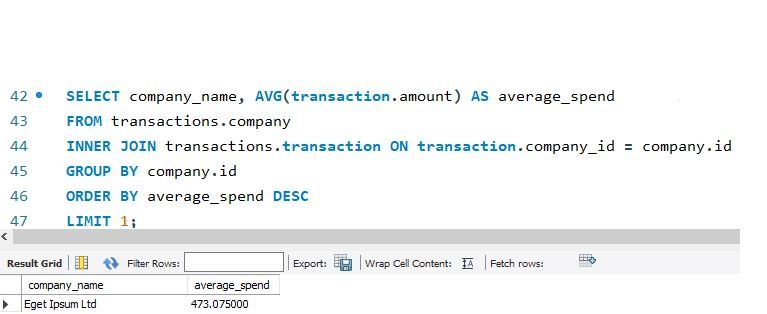 42 SELECT company_name, AVG(transaction.amount) AS average_spend
43 FROM transactions.company
44 INNER JOIN transactions.transaction ON transaction.company_id = company.id
45 GROUP BY company.id
46 ORDER BY average_spend DESC
47 LIMIT 1;
Result Grid Filter Rows: Export: Wrap Cell Content: IA Fetch rows:
company_name average_spend
Eget Ipsum Ltd 473.075000